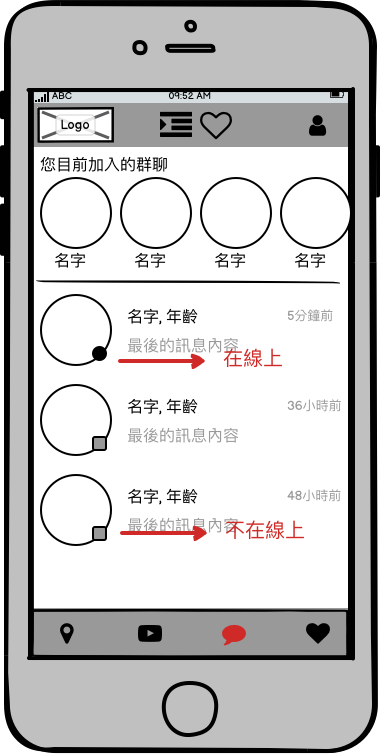 ABC 09:52 AM
Logo
您目前加入的群聊
名字 名字 名字 名字
名字, 年齡 5分鐘前
最後的訊息內容
在線上
名字, 年齡 36小時前
最後的訊息內容
名字, 年齡 48小時前
最後的訊息內容
不在線上